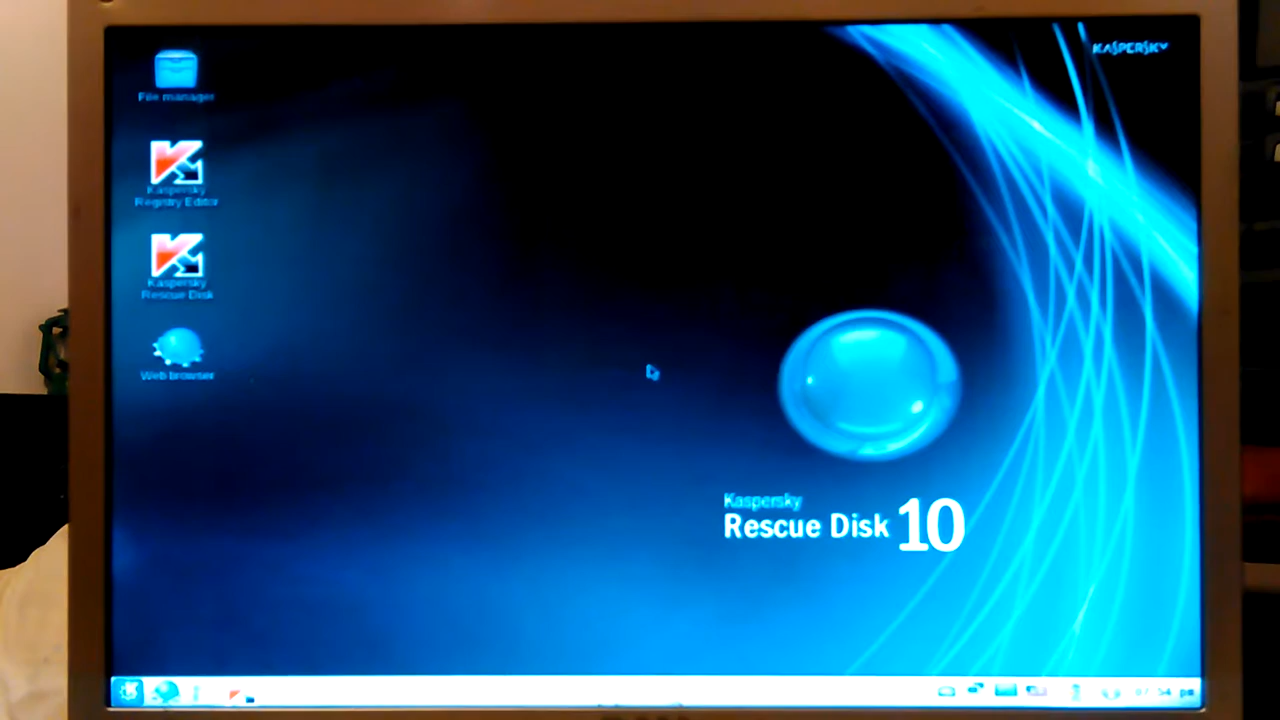 KASPERSKY
File manager
Kaspersky
Registry Editor
Kaspersky
Rescue Disk
Web browser
Kaspersky
Rescue Disk 10